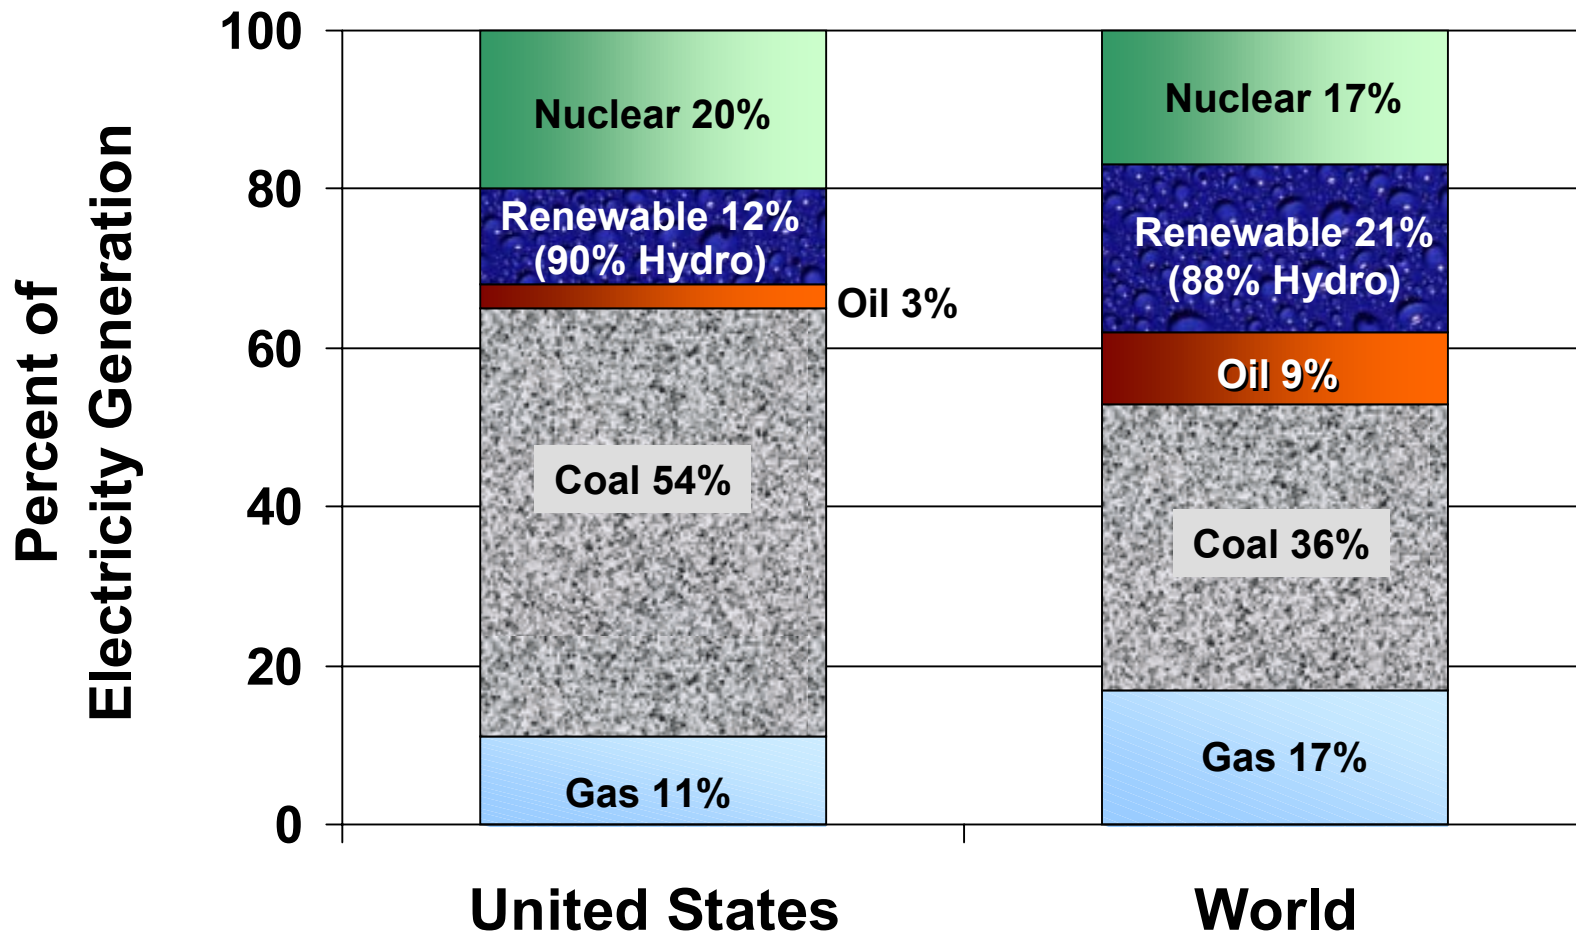 Percent of
Electricity Generation
100
80
60
40
20
0
Nuclear 20%
Renewable 12%
(90% Hydro)
Oil 3%
Coal 54%
Gas 11%
Nuclear 17%
Renewable 21%
(88% Hydro)
Oil 9%
Coal 36%
Gas 17%
United States
World